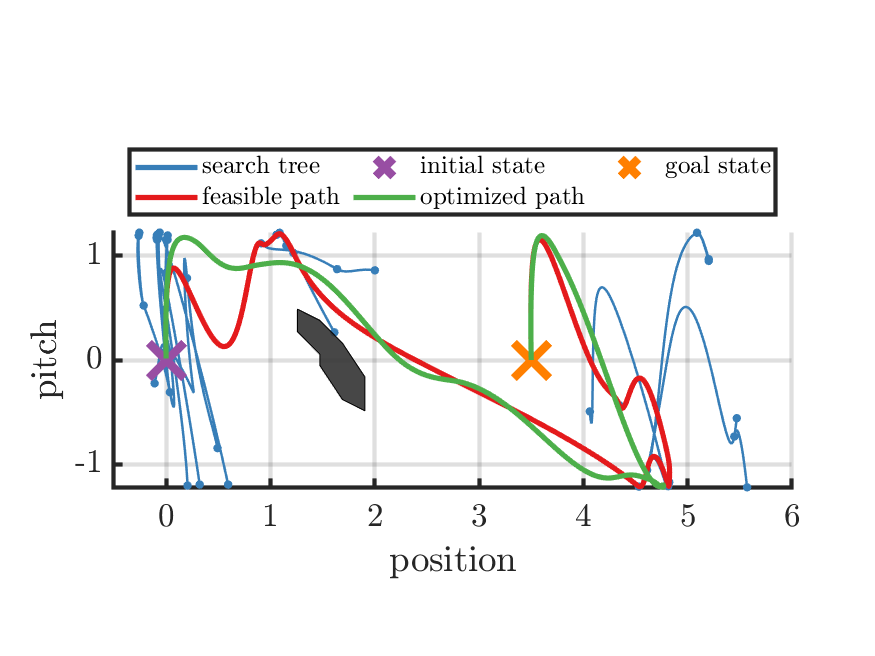 search tree initial state goal state
feasible path optimized path
1
0
-1
pitch
0 1 2 3 4 5 6
position